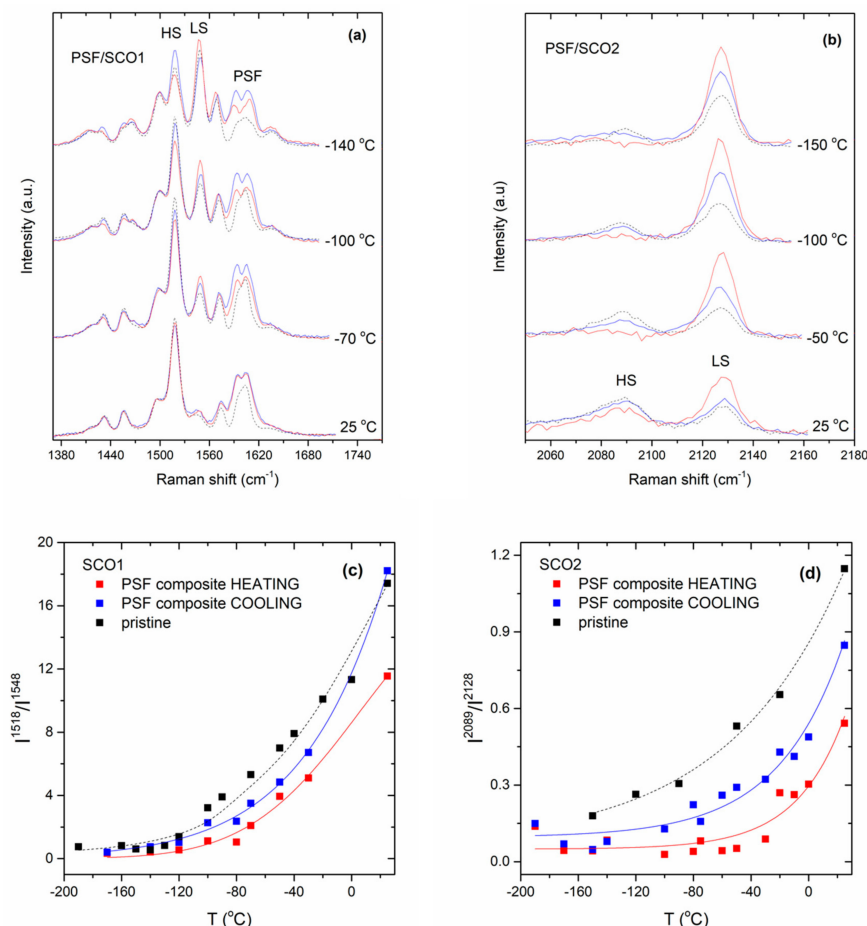 (a)
HS
LS
PSF/SCO1
PSF
-140 °C
-100 °C
-70 °C
25 °C
Intensity (a.u.)
1380 1440 1500 1560 1620 1680 1740
Raman shift (cm⁻¹)
(b)
PSF/SCO2
-150 °C
-100 °C
-50 °C
HS
LS
25 °C
Intensity (a.u)
2060 2080 2100 2120 2140 2160 2180
Raman shift (cm⁻¹)
SCO1
(c)
PSF composite HEATING
PSF composite COOLING
pristine
20
16
12
8
4
0
I¹⁵¹⁸/I¹⁵⁴⁸
-200 -160 -120 -80 -40 0
T (°C)
SCO2
(d)
PSF composite HEATING
PSF composite COOLING
pristine
1.2
0.9
0.6
0.3
0.0
I²⁰⁸⁹/I²¹²⁸
-200 -160 -120 -80 -40 0
T (°C)